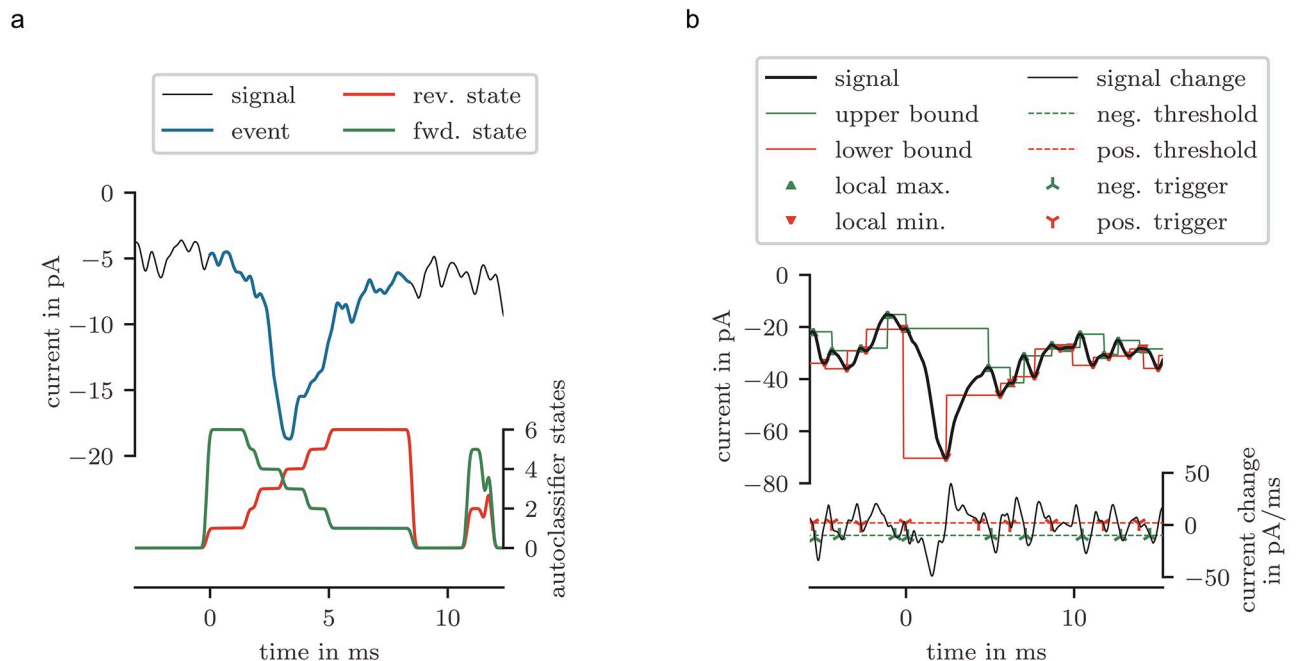 a
signal
rev. state
event
fwd. state
0
−5
−10
−15
−20
current in pA
6
4
2
0
autoclassifier states
0
5
10
time in ms
b
signal
signal change
upper bound
neg. threshold
lower bound
pos. threshold
local max.
neg. trigger
local min.
pos. trigger
0
−20
−40
−60
−80
current in pA
50
0
−50
current change
in pA/ms
0
10
time in ms